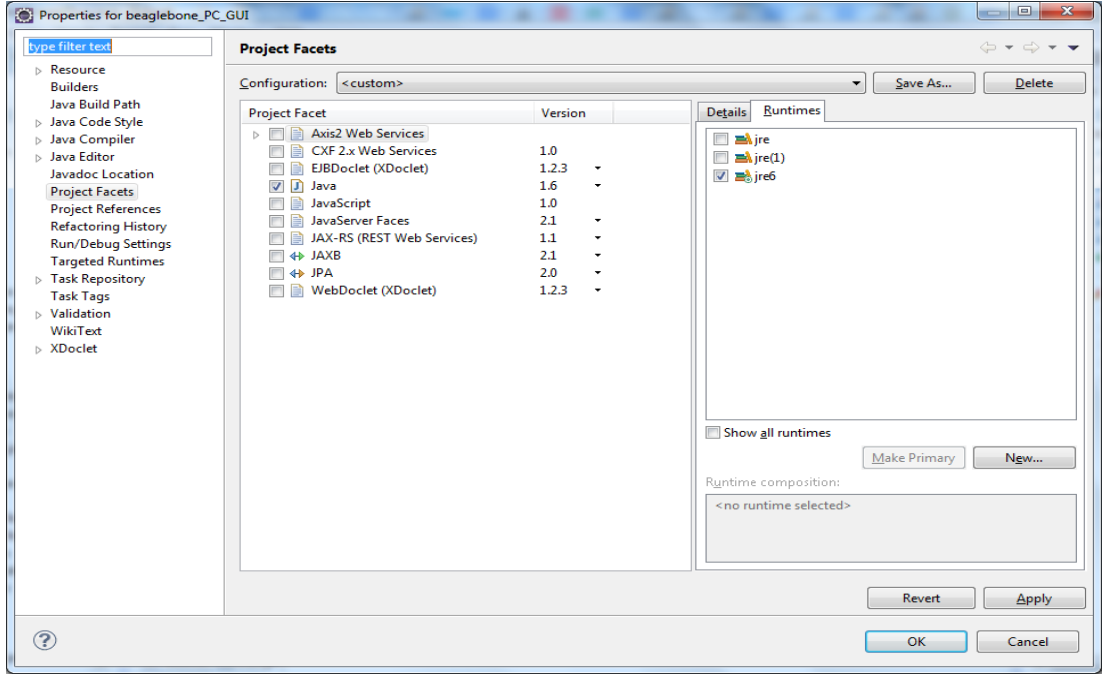 Properties for beaglebone_PC_GUI
type filter text
Resource
Builders
Java Build Path
Java Code Style
Java Compiler
Java Editor
Javadoc Location
Project Facets
Project References
Refactoring History
Run/Debug Settings
Targeted Runtimes
Task Repository
Task Tags
Validation
WikiText
XDoclet
Project Facets
Configuration: <custom> Save As... Delete
Project Facet Version
Axis2 Web Services
CXF 2.x Web Services 1.0
EJBDoclet (XDoclet) 1.2.3
Java 1.6
JavaScript 1.0
JavaServer Faces 2.1
JAX-RS (REST Web Services) 1.1
JAXB 2.1
JPA 2.0
WebDoclet (XDoclet) 1.2.3
Details Runtimes
jre
jre(1)
jre6
Show all runtimes
Make Primary New...
Runtime composition:
<no runtime selected>
Revert Apply
OK Cancel